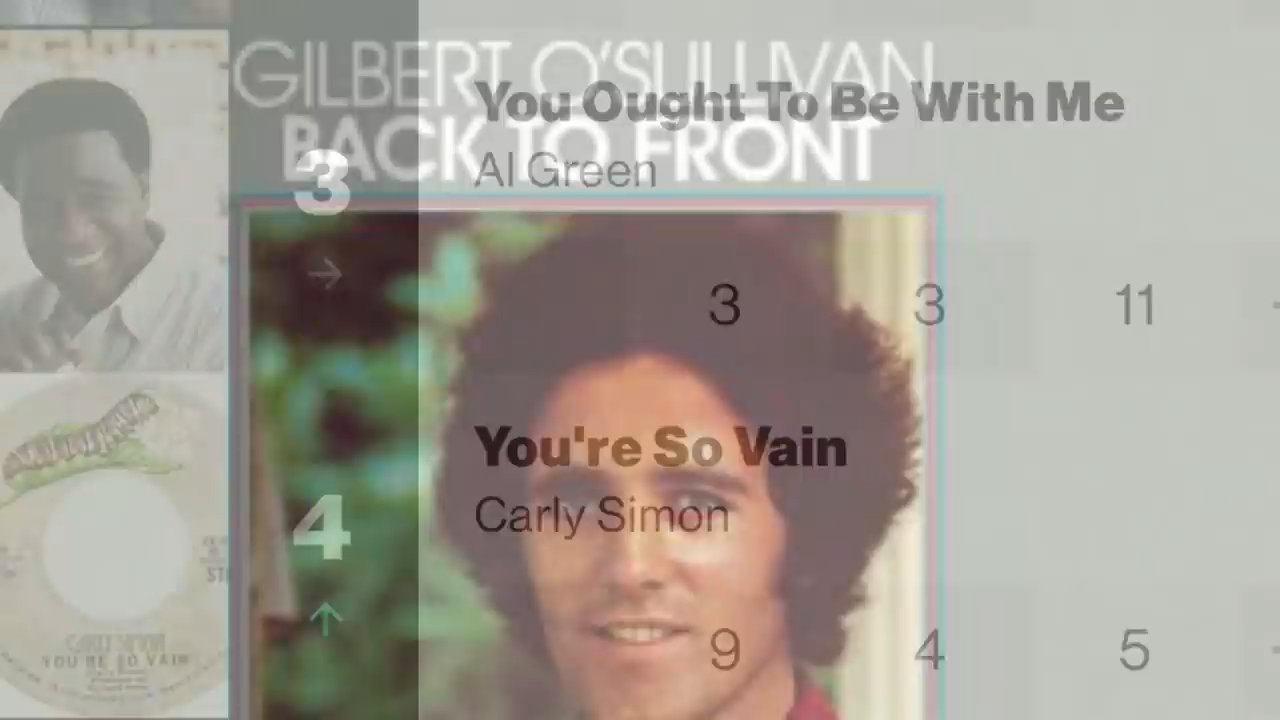 GILBERT O'SULLIVAN
BACK TO FRONT
3
You Ought To Be With Me
Al Green
3
3
11
4
You're So Vain
Carly Simon
9
4
5
CARLY SIMON
YOU'RE SO VAIN